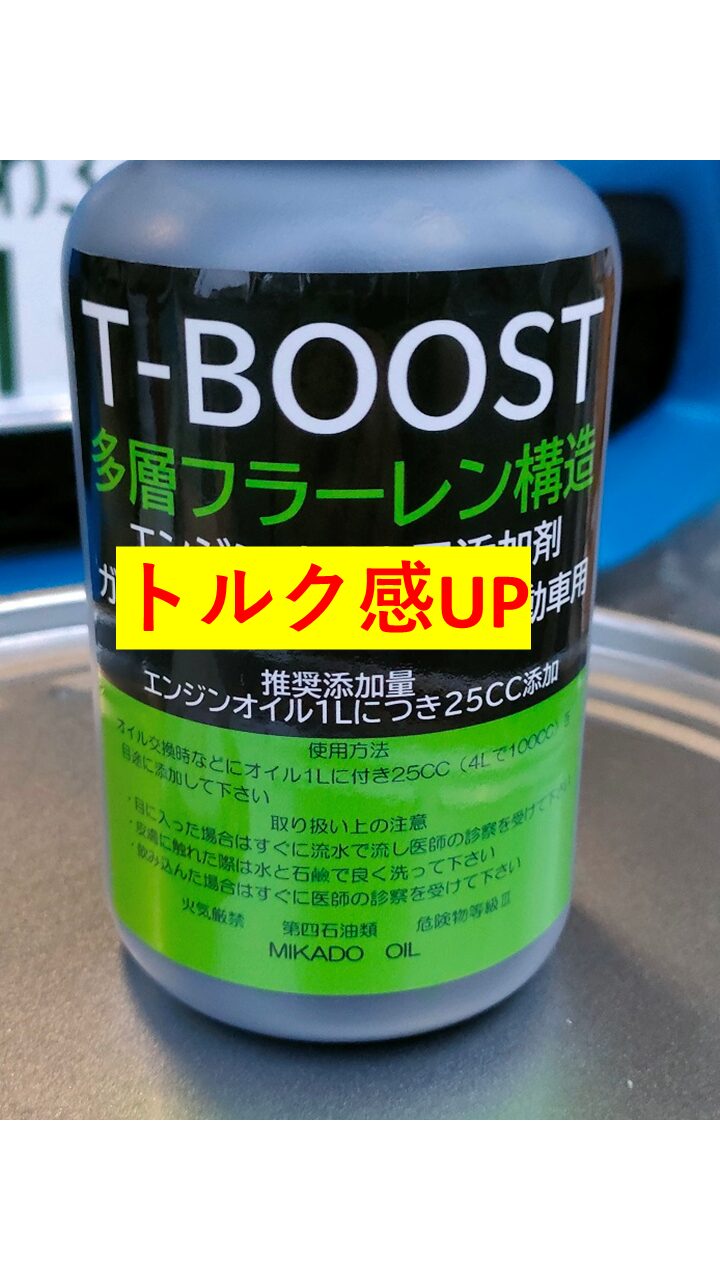 T-BOOST
多層フラーレン構造
添加剤
トルク感UP
動車用
推奨添加量
エンジンオイル1Lにつき25CC添加
使用方法
オイル交換時などにオイル1Lに付き25CC（4Lで100CC）を
目途に添加して下さい
取り扱い上の注意
・目に入った場合はすぐに流水で流し医師の診察を受けて下さい
・皮膚に触れた際は水と石鹸で良く洗って下さい
・飲み込んだ場合はすぐに医師の診察を受けて下さい
火気厳禁 第四石油類 危険物等級Ⅲ
MIKADO OIL